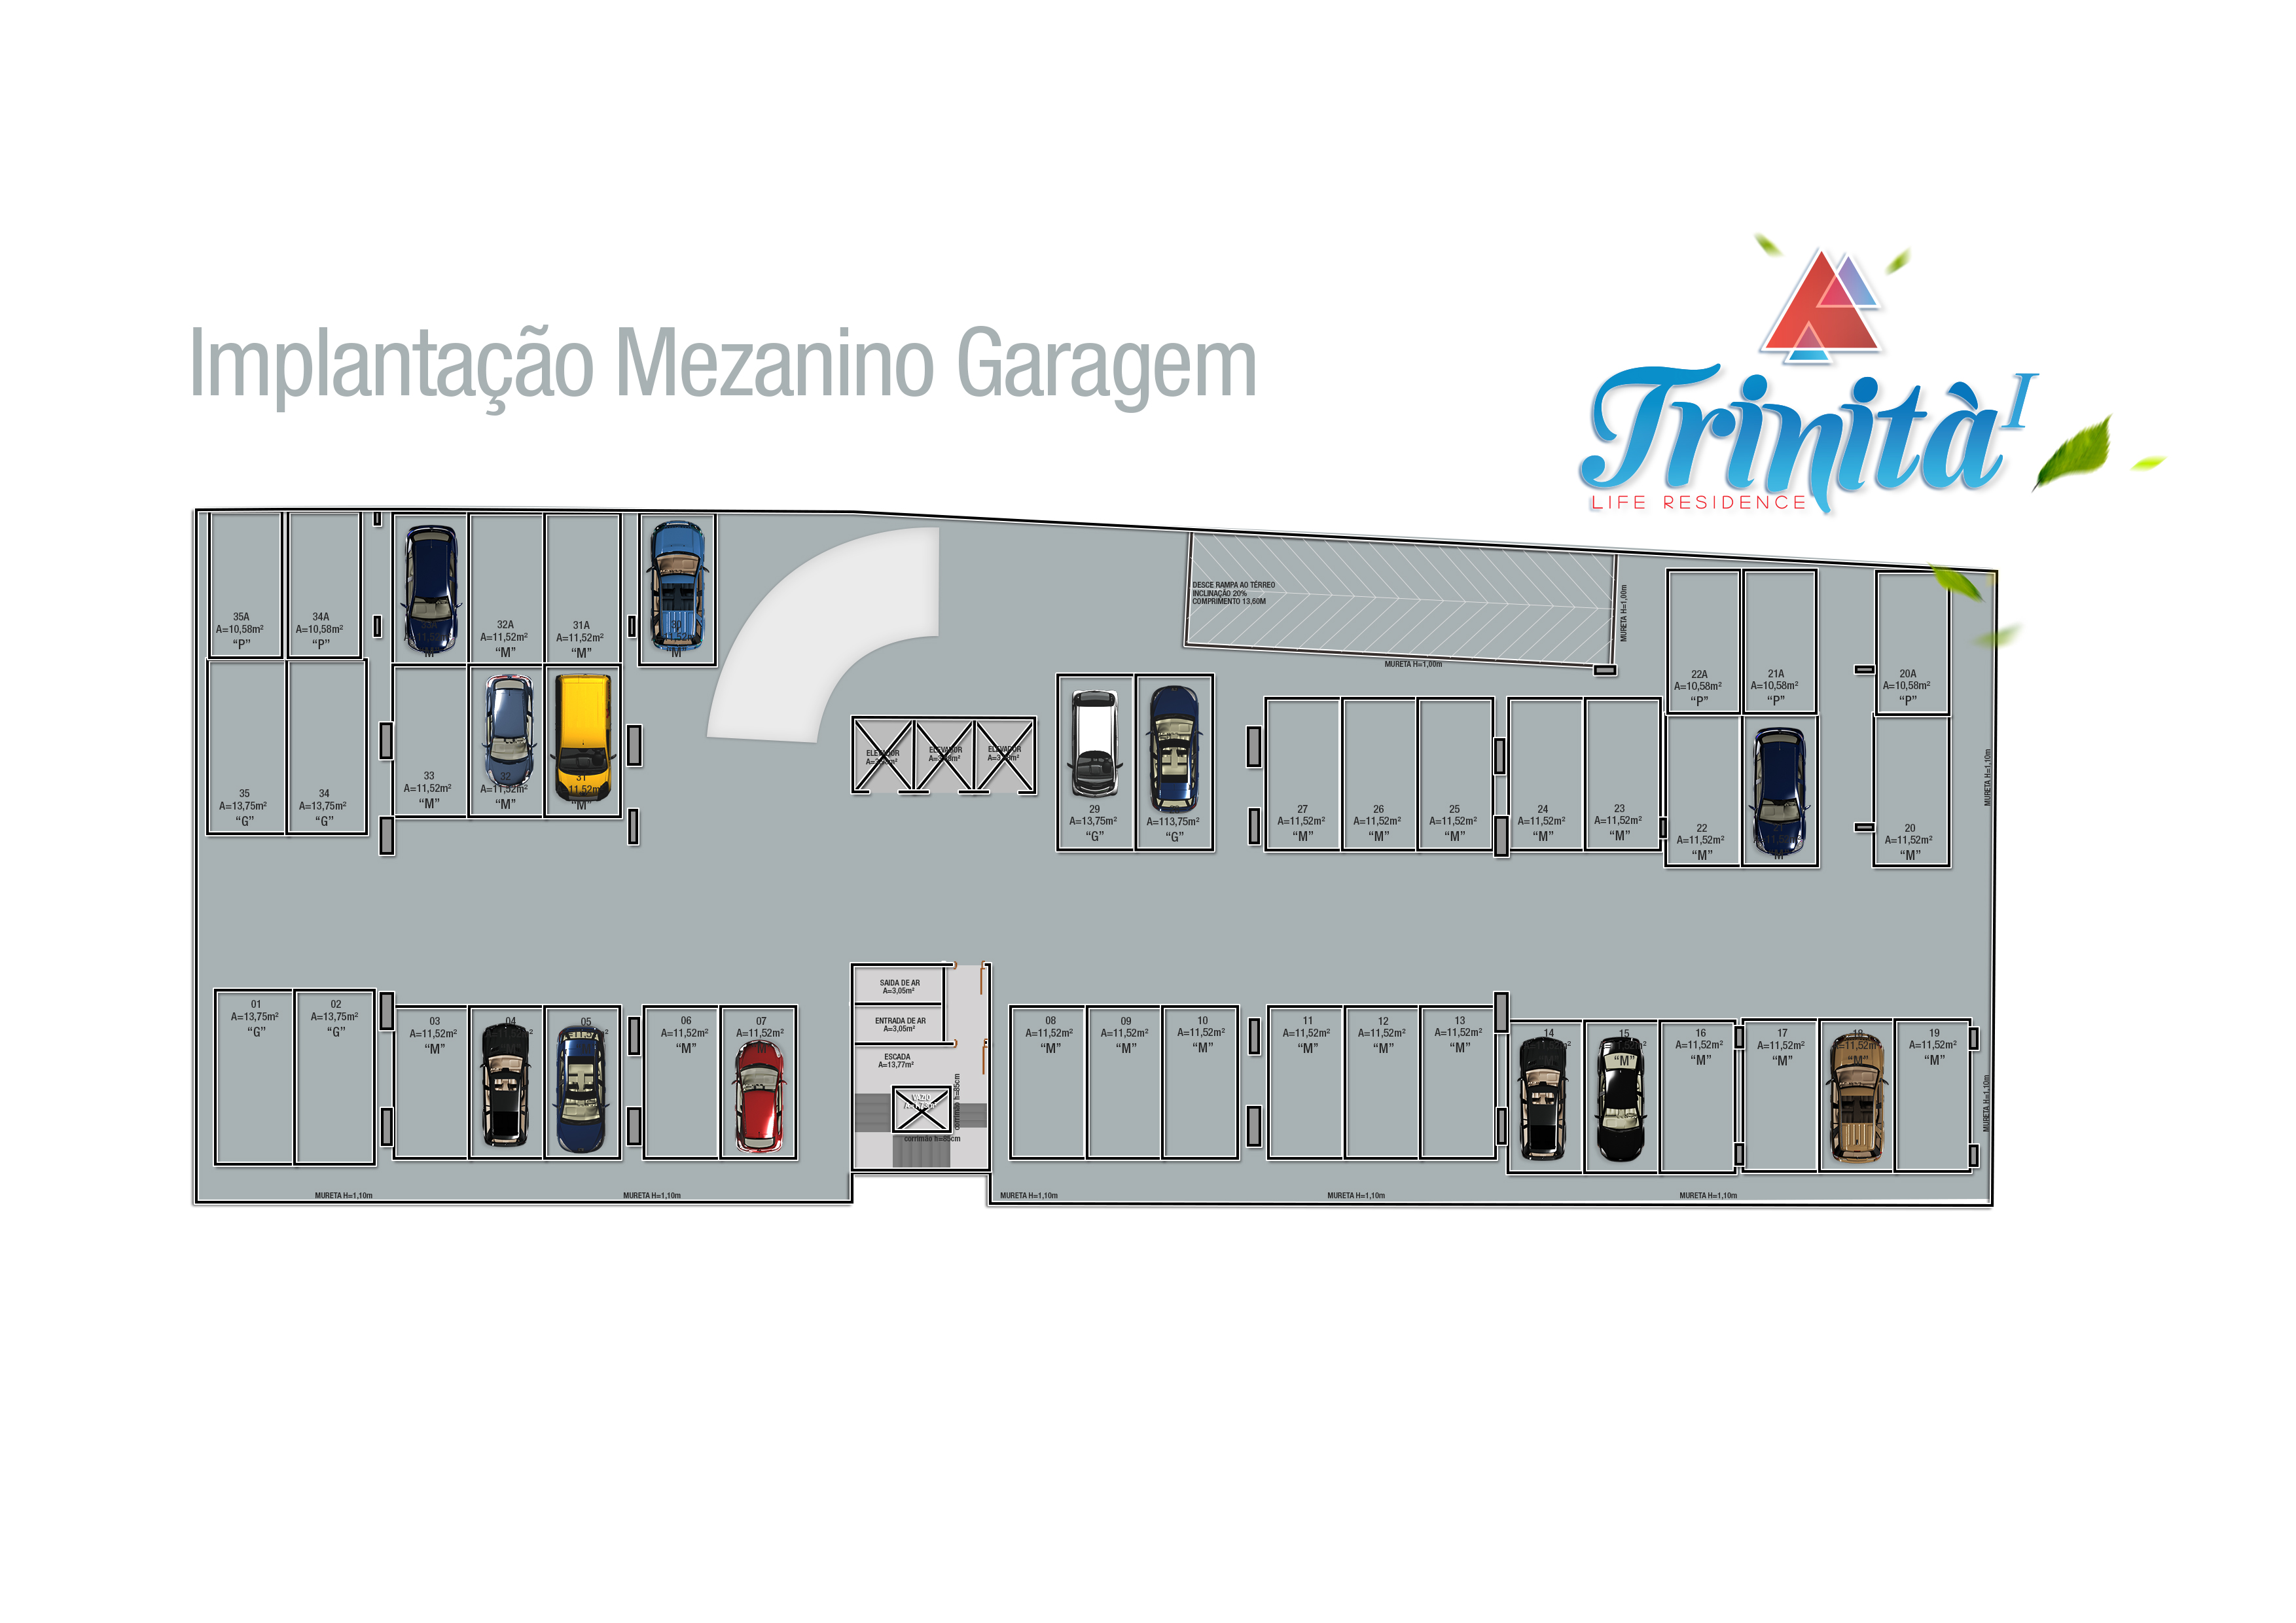 Implantação Mezanino Garagem
Trinità I
LIFE RESIDENCE
35A
A=10,58m²
“P”
34A
A=10,58m²
“P”
33A
“M”
32A
A=11,52m²
“M”
31A
A=11,52m²
“M”
30
“M”
DESCE RAMPA AO TÉRREO
INCLINAÇÃO 20%
COMPRIMENTO 13,60M
MURETA H=1,00m
MURETA H=1,00m
22A
A=10,58m²
“P”
21A
A=10,58m²
“P”
20A
A=10,58m²
“P”
35
A=13,75m²
“G”
34
A=13,75m²
“G”
33
A=11,52m²
“M”
32
A=11,52m²
“M”
31
11,52m²
“M”
ELEVADOR
ELEVADOR
ELEVADOR
29
A=13,75m²
“G”
A=113,75m²
“G”
27
A=11,52m²
“M”
26
A=11,52m²
“M”
25
A=11,52m²
“M”
24
A=11,52m²
“M”
23
A=11,52m²
“M”
22
A=11,52m²
“M”
21
“M”
20
A=11,52m²
“M”
MURETA H=1,10m
01
A=13,75m²
“G”
02
A=13,75m²
“G”
03
A=11,52m²
“M”
04
05
06
A=11,52m²
“M”
07
A=11,52m²
“M”
SAIDA DE AR
A=3,05m²
ENTRADA DE AR
A=3,05m²
ESCADA
A=13,77m²
VAZIO
corrimão h=85cm
corrimão h=85cm
08
A=11,52m²
“M”
09
A=11,52m²
“M”
10
A=11,52m²
“M”
11
A=11,52m²
“M”
12
A=11,52m²
“M”
13
A=11,52m²
“M”
14
15
“M”
16
A=11,52m²
“M”
17
A=11,52m²
“M”
18
A=11,52m²
“M”
19
A=11,52m²
“M”
MURETA H=1,10m
MURETA H=1,10m
MURETA H=1,10m
MURETA H=1,10m
MURETA H=1,10m
MURETA H=1,10m